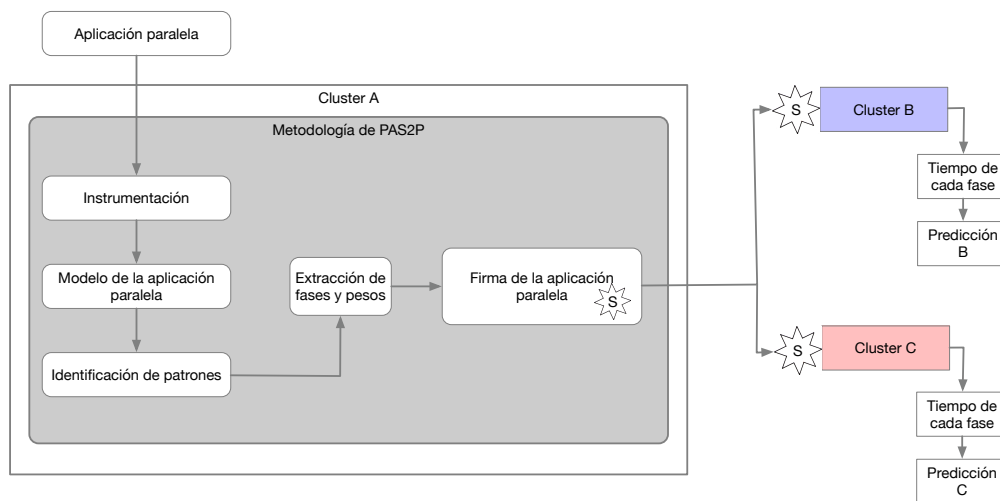 Aplicación paralela
Cluster A
Metodología de PAS2P
Instrumentación
Modelo de la aplicación
paralela
Identificación de patrones
Extracción de
fases y pesos
Firma de la aplicación
paralela
S
S
Cluster B
Tiempo de
cada fase
Predicción
B
S
Cluster C
Tiempo de
cada fase
Predicción
C